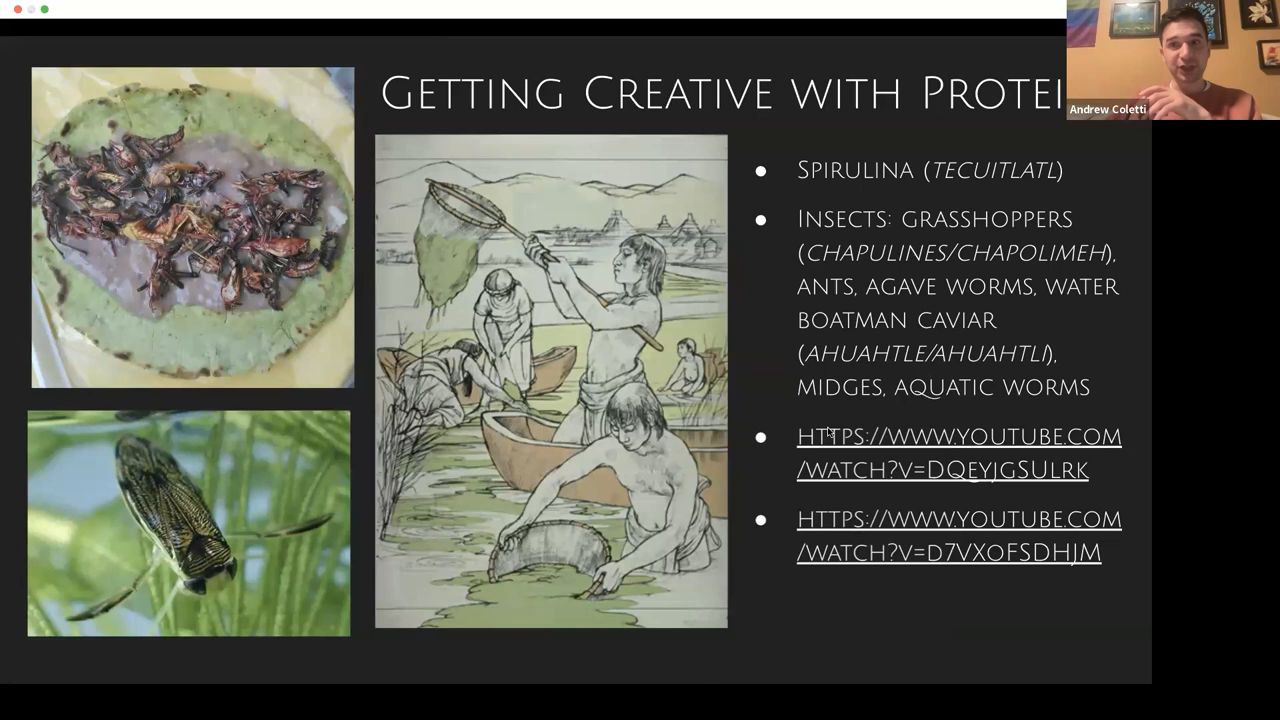 Getting Creative with Protei
Andrew Coletti
● Spirulina (tecuitlatl)
● Insects: grasshoppers
(chapulines/chapolimeh),
ants, agave worms, water
boatman caviar
(ahuahtle/ahuahtli),
midges, aquatic worms
● https://www.youtube.com
/watch?v=DQeyjgSUlrk
● https://www.youtube.com
/watch?v=d7VXoFSDHJM